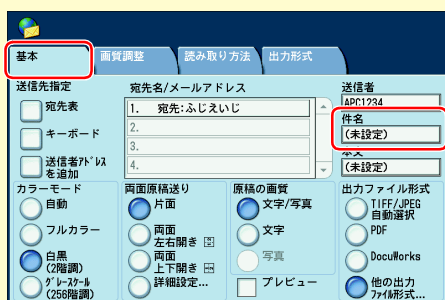 基本
画質調整
読み取り方法
出力形式
送信先指定
宛先名/メールアドレス
送信者
宛先表
1. 宛先:ふじえいじ
APC1234
件名
2.
(未設定)
キーボード
3.
本文
送信者ｱﾄﾞﾚｽ
を追加
4.
(未設定)
カラーモード
両面原稿送り
原稿の画質
出力ファイル形式
自動
片面
文字/写真
TIFF/JPEG
自動選択
フルカラー
両面
左右開き
文字
PDF
白黒
(2階調)
両面
上下開き
写真
DocuWorks
ｸﾞﾚｰｽｹｰﾙ
(256階調)
詳細設定...
プレビュー
他の出力
ﾌｧｲﾙ形式...